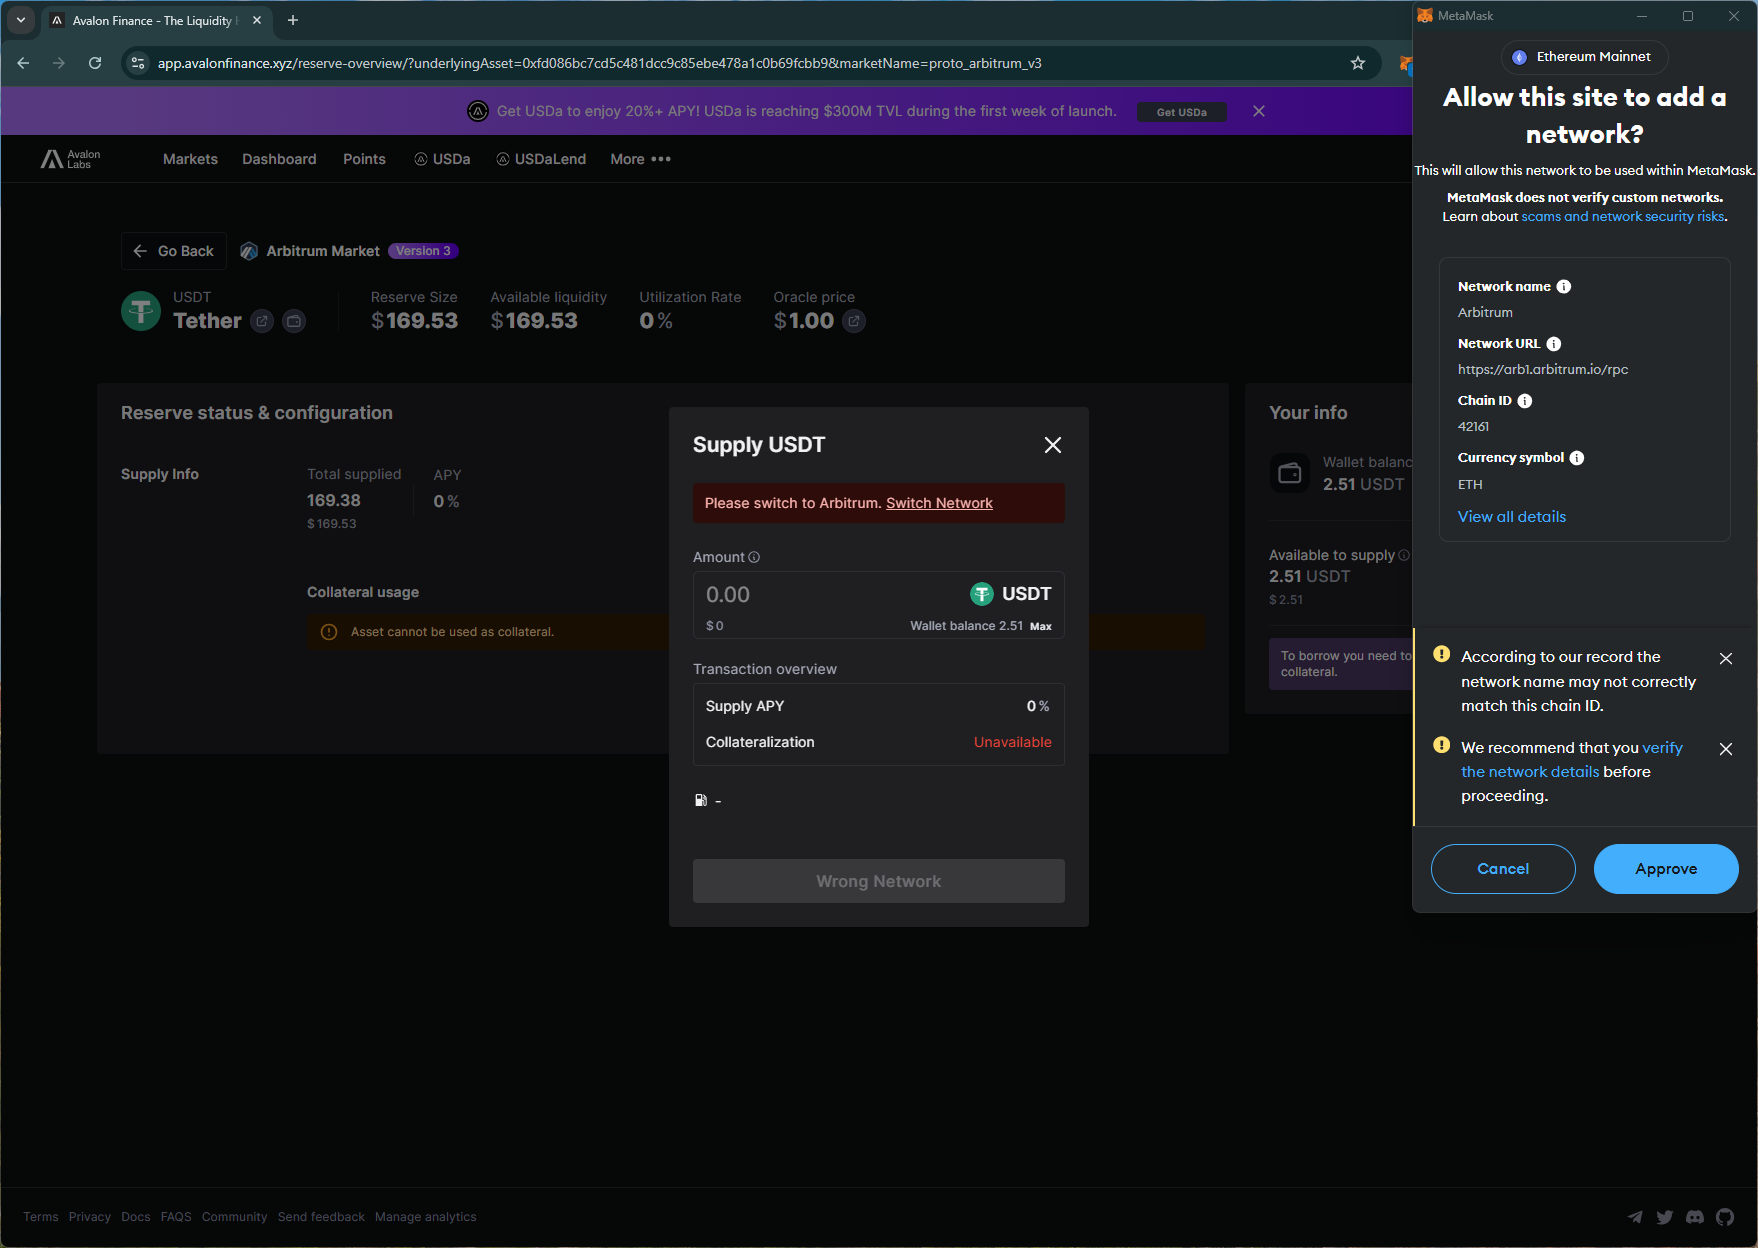 Avalon Finance - The Liquidity
MetaMask
app.avalonfinance.xyz/reserve-overview/?underlyingAsset=0xfd086bc7cd5c481dcc9c85ebe478a1c0b69fcbb9&marketName=proto_arbitrum_v3
Get USDa to enjoy 20%+ APY! USDa is reaching $300M TVL during the first week of launch.
Get USDa
Avalon
Labs
Markets
Dashboard
Points
USDa
USDaLend
More •••
Go Back
Arbitrum Market
Version 3
USDT
Tether
Reserve Size
$169.53
Available liquidity
$169.53
Utilization Rate
0 %
Oracle price
$1.00
Reserve status & configuration
Supply Info
Total supplied
169.38
$ 169.53
APY
0 %
Collateral usage
Asset cannot be used as collateral.
Your info
Wallet balanc
2.51 USDT
Available to supply
2.51 USDT
$ 2.51
To borrow you need to
collateral.
Supply USDT
Please switch to Arbitrum. Switch Network
Amount
0.00
USDT
$ 0
Wallet balance 2.51 Max
Transaction overview
Supply APY
0 %
Collateralization
Unavailable
-
Wrong Network
Terms
Privacy
Docs
FAQS
Community
Send feedback
Manage analytics
Ethereum Mainnet
Allow this site to add a
network?
This will allow this network to be used within MetaMask.
MetaMask does not verify custom networks.
Learn about scams and network security risks.
Network name
Arbitrum
Network URL
https://arb1.arbitrum.io/rpc
Chain ID
42161
Currency symbol
ETH
View all details
According to our record the
network name may not correctly
match this chain ID.
We recommend that you verify
the network details before
proceeding.
Cancel
Approve